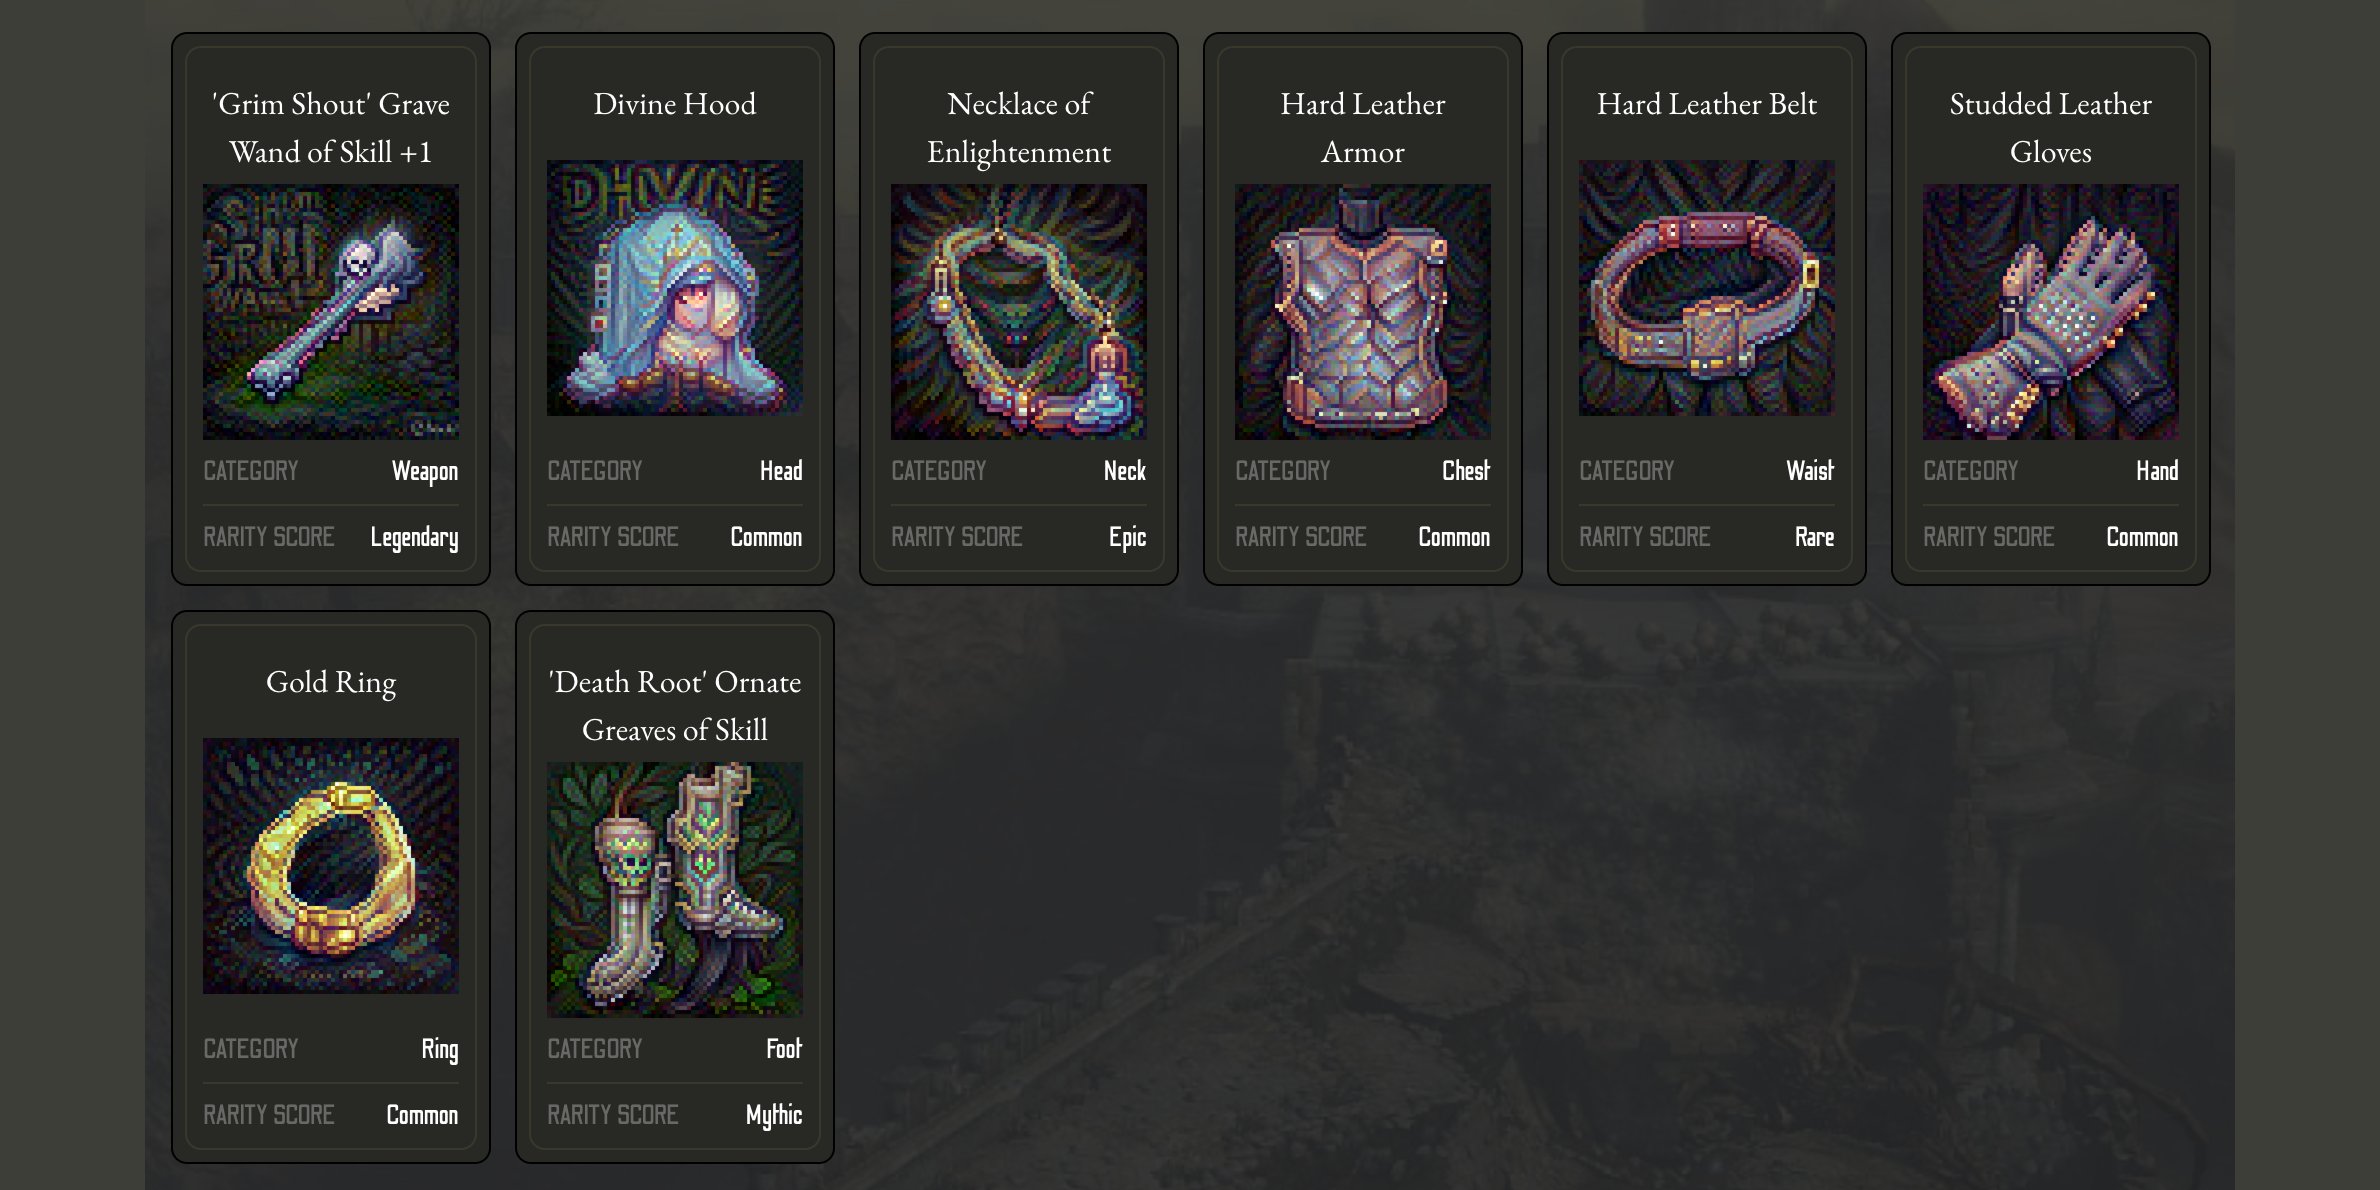 'Grim Shout' Grave
Wand of Skill +1
CATEGORY Weapon
RARITY SCORE Legendary
Divine Hood
DHVINE
CATEGORY Head
RARITY SCORE Common
Necklace of
Enlightenment
CATEGORY Neck
RARITY SCORE Epic
Hard Leather
Armor
CATEGORY Chest
RARITY SCORE Common
Hard Leather Belt
CATEGORY Waist
RARITY SCORE Rare
Studded Leather
Gloves
CATEGORY Hand
RARITY SCORE Common
Gold Ring
CATEGORY Ring
RARITY SCORE Common
'Death Root' Ornate
Greaves of Skill
CATEGORY Foot
RARITY SCORE Mythic